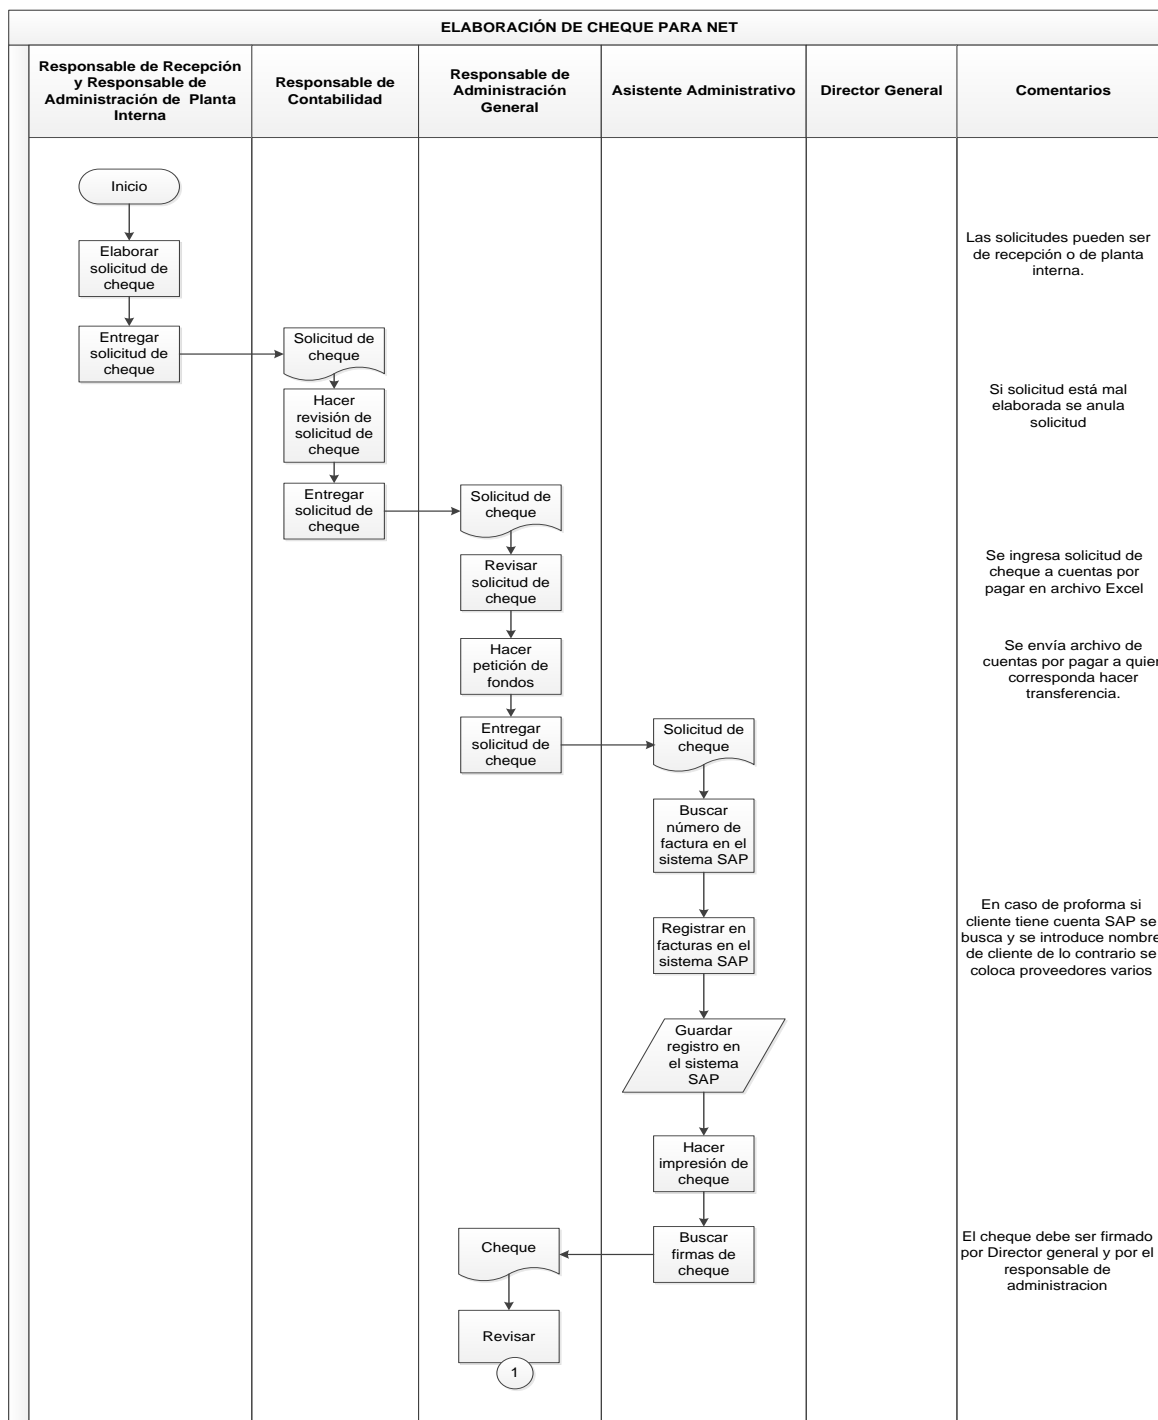 ELABORACIÓN DE CHEQUE PARA NET
Responsable de Recepción
y Responsable de
Administración de Planta
Interna
Responsable de
Contabilidad
Responsable de
Administración
General
Asistente Administrativo
Director General
Comentarios
Inicio
Elaborar
solicitud de
cheque
Las solicitudes pueden ser
de recepción o de planta
interna.
Entregar
solicitud de
cheque
Solicitud de
cheque
Hacer
revisión de
solicitud de
cheque
Si solicitud está mal
elaborada se anula
solicitud
Entregar
solicitud de
cheque
Solicitud de
cheque
Revisar
solicitud de
cheque
Se ingresa solicitud de
cheque a cuentas por
pagar en archivo Excel
Hacer
petición de
fondos
Se envía archivo de
cuentas por pagar a quien
corresponda hacer
transferencia.
Entregar
solicitud de
cheque
Solicitud de
cheque
Buscar
número de
factura en el
sistema SAP
Registrar en
facturas en el
sistema SAP
En caso de proforma si
cliente tiene cuenta SAP se
busca y se introduce nombre
de cliente de lo contrario se
coloca proveedores varios
Guardar
registro en
el sistema
SAP
Hacer
impresión de
cheque
Buscar
firmas de
cheque
Cheque
El cheque debe ser firmado
por Director general y por el
responsable de
administracion
Revisar
1